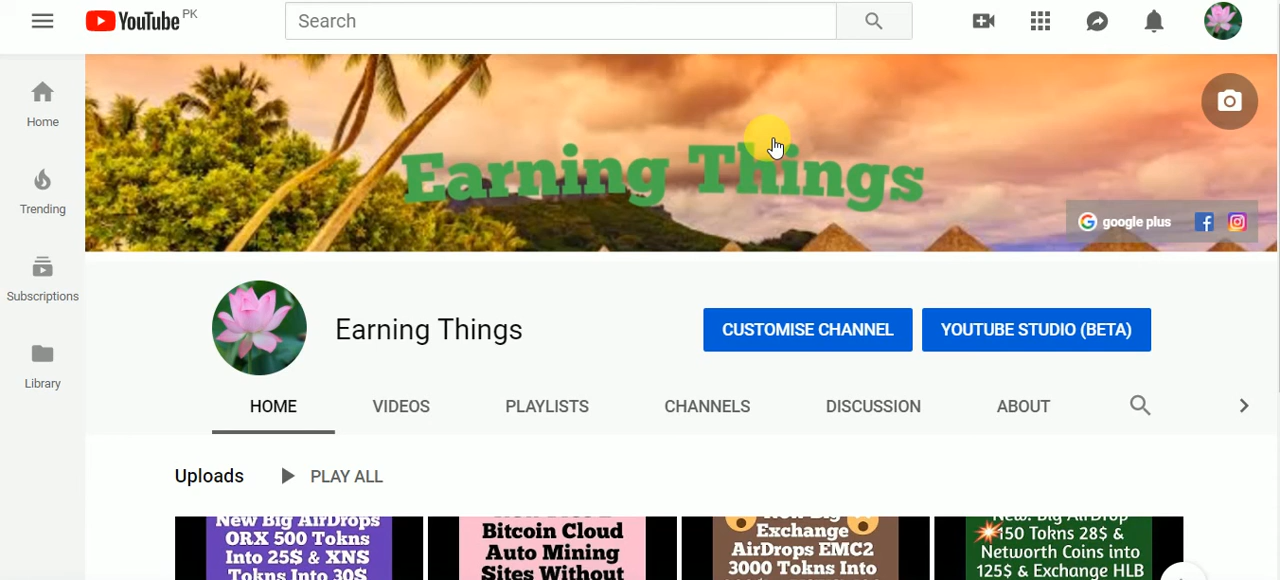 YouTube PK
Search
Home
Trending
Subscriptions
Library
Earning Things
google plus
Earning Things
CUSTOMISE CHANNEL
YOUTUBE STUDIO (BETA)
HOME VIDEOS PLAYLISTS CHANNELS DISCUSSION ABOUT
Uploads PLAY ALL
New Big AirDrops
ORX 500 Tokns
Into 25$ & XNS
Tokns Into 30$
Bitcoin Cloud
Auto Mining
Sites Without
Exchange
AirDrops EMC2
3000 Tokns Into
New: Big AirDrop
150 Tokns 28$ &
Networth Coins into
125$ & Exchange HLB